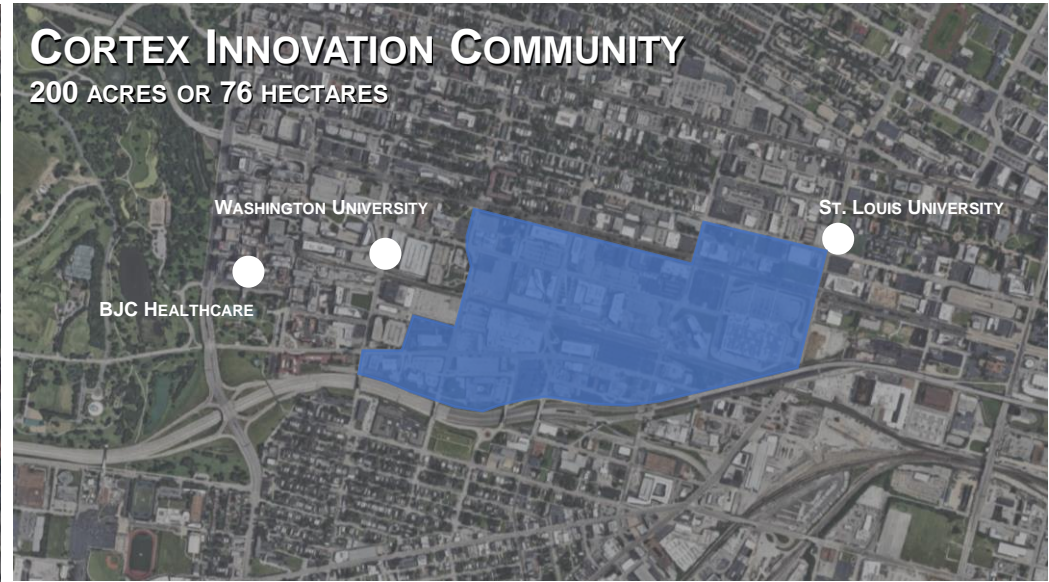 CORTEX INNOVATION COMMUNITY
200 ACRES OR 76 HECTARES
WASHINGTON UNIVERSITY
ST. LOUIS UNIVERSITY
BJC HEALTHCARE